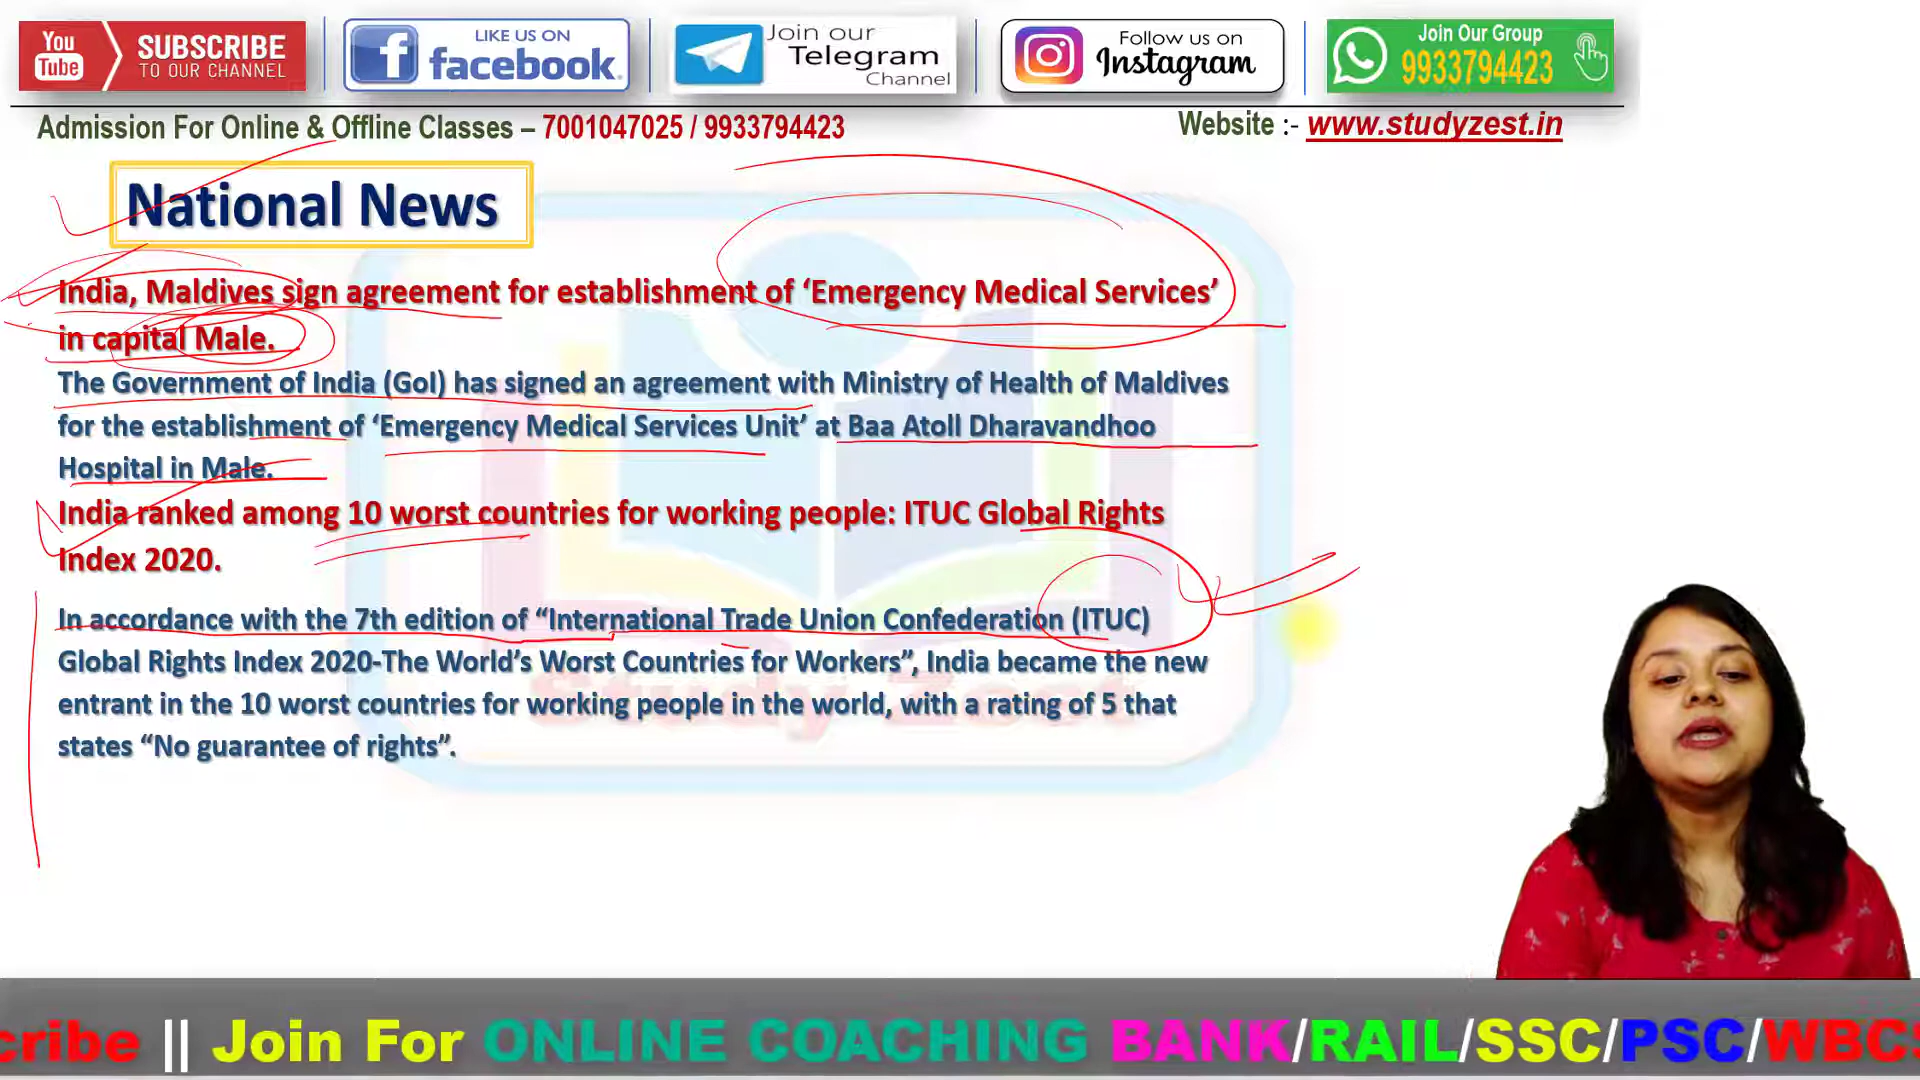 You Tube SUBSCRIBE TO OUR CHANNEL
LIKE US ON facebook
Join our Telegram Channel
Follow us on Instagram
Join Our Group 9933794423
Admission For Online & Offline Classes – 7001047025 / 9933794423
Website :- www.studyzest.in
National News
India, Maldives sign agreement for establishment of ‘Emergency Medical Services’
in capital Male.
The Government of India (GoI) has signed an agreement with Ministry of Health of Maldives
for the establishment of ‘Emergency Medical Services Unit’ at Baa Atoll Dharavandhoo
Hospital in Male.
India ranked among 10 worst countries for working people: ITUC Global Rights
Index 2020.
In accordance with the 7th edition of “International Trade Union Confederation (ITUC)
Global Rights Index 2020-The World’s Worst Countries for Workers”, India became the new
entrant in the 10 worst countries for working people in the world, with a rating of 5 that
states “No guarantee of rights”.
Study Zest
cribe || Join For ONLINE COACHING BANK/RAIL/SSC/PSC/WBCS